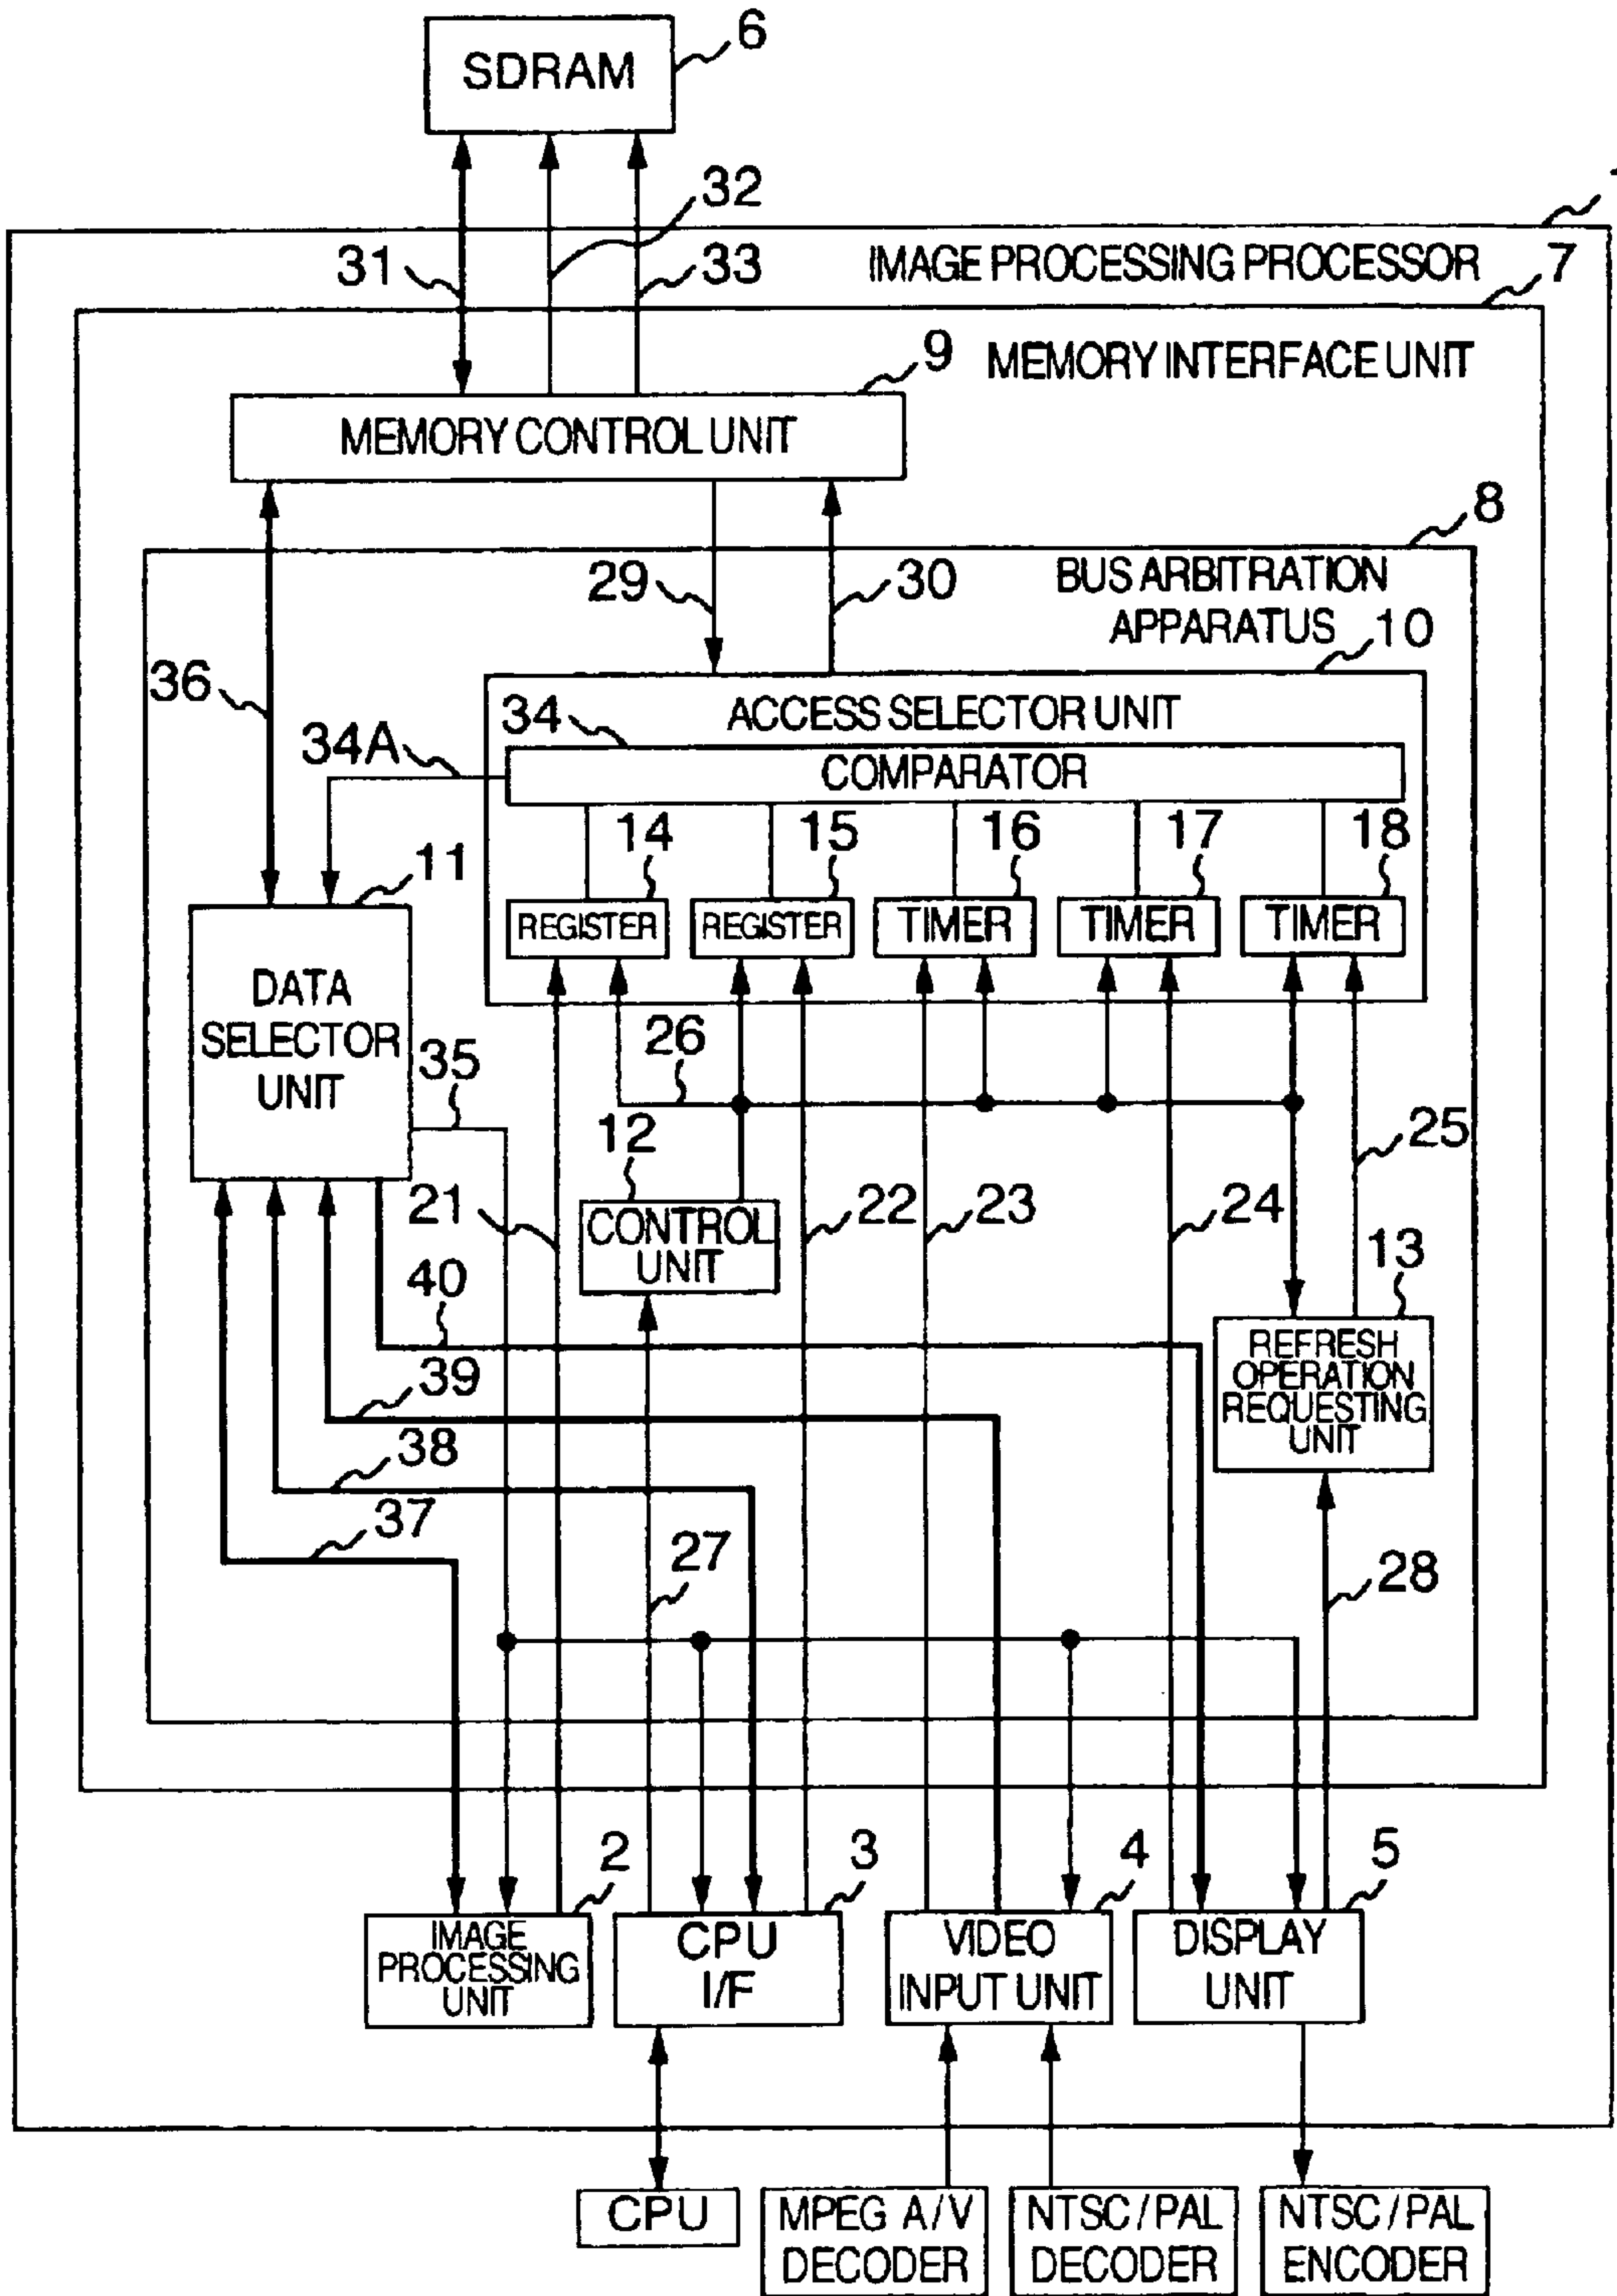 SDRAM
6
32
31
33
IMAGE PROCESSING PROCESSOR
7
MEMORY INTERFACE UNIT
9
MEMORY CONTROL UNIT
8
BUS ARBITRATION
APPARATUS
29
30
10
36
34
ACCESS SELECTOR UNIT
34A
COMPARATOR
14
15
16
17
18
11
REGISTER
REGISTER
TIMER
TIMER
TIMER
DATA
SELECTOR
UNIT
35
26
12
25
21
CONTROL
UNIT
22
23
24
13
40
REFRESH
OPERATION
REQUESTING
UNIT
39
38
37
27
28
2
3
4
5
IMAGE
PROCESSING
UNIT
CPU
I/F
VIDEO
INPUT UNIT
DISPLAY
UNIT
CPU
MPEG A/V
DECODER
NTSC/PAL
DECODER
NTSC/PAL
ENCODER